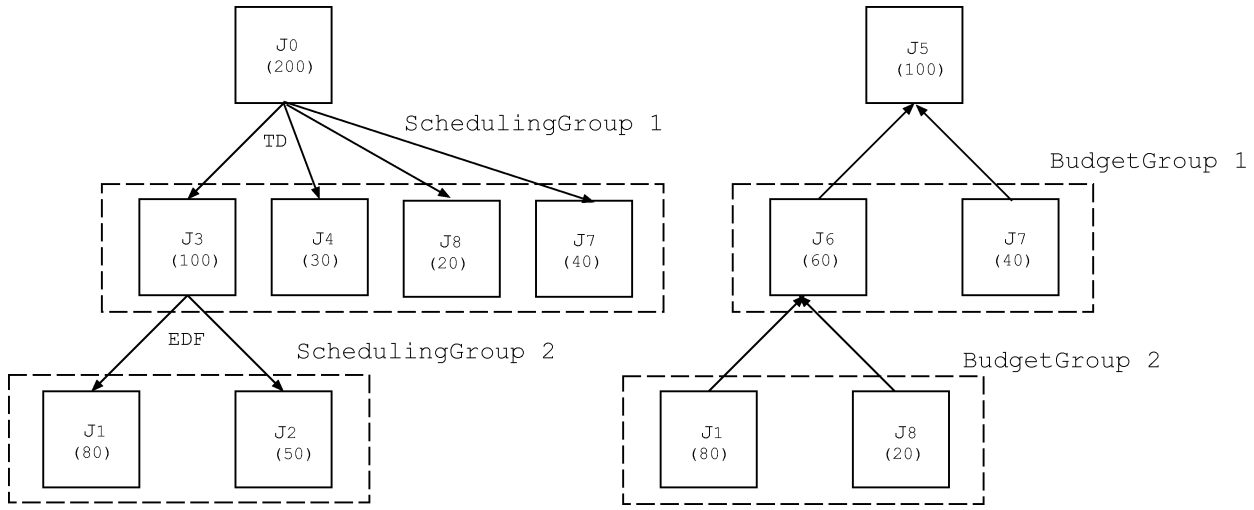 J0
(200)
J5
(100)
SchedulingGroup 1
TD
BudgetGroup 1
J3
(100)
J4
(30)
J8
(20)
J7
(40)
J6
(60)
J7
(40)
EDF
SchedulingGroup 2
BudgetGroup 2
J1
(80)
J2
(50)
J1
(80)
J8
(20)